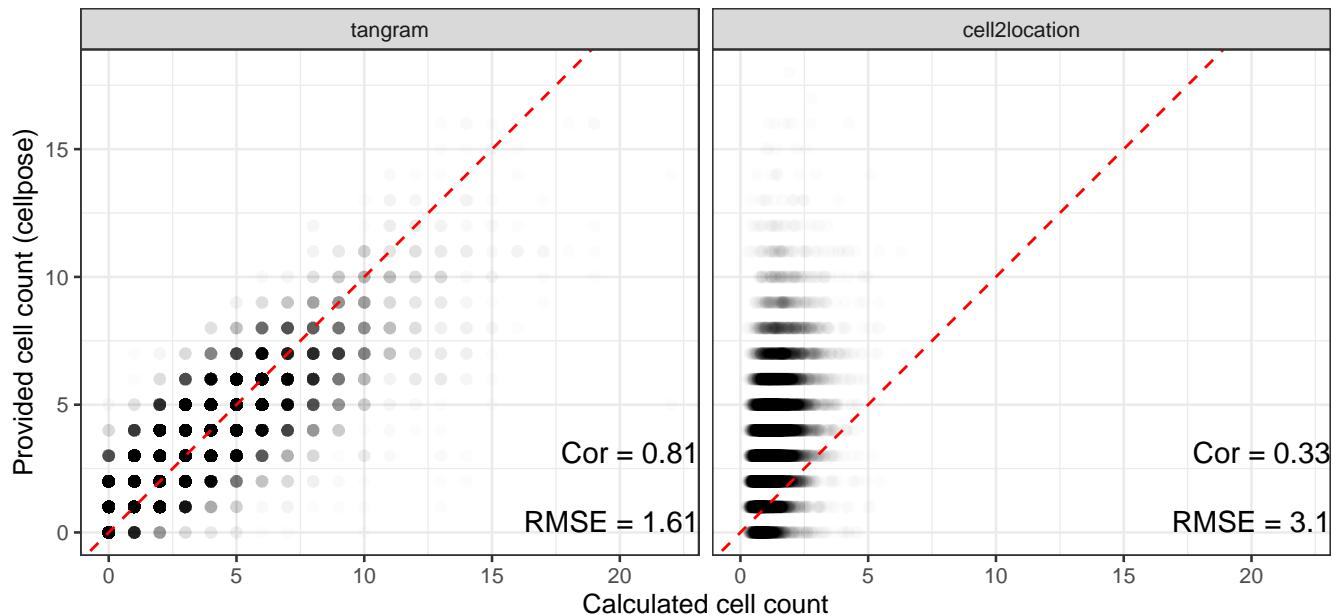 tangram
cell2location
Provided cell count (cellpose)
15
10
5
0
Cor = 0.81
RMSE = 1.61
Cor = 0.33
RMSE = 3.1
0 5 10 15 20
0 5 10 15 20
Calculated cell count